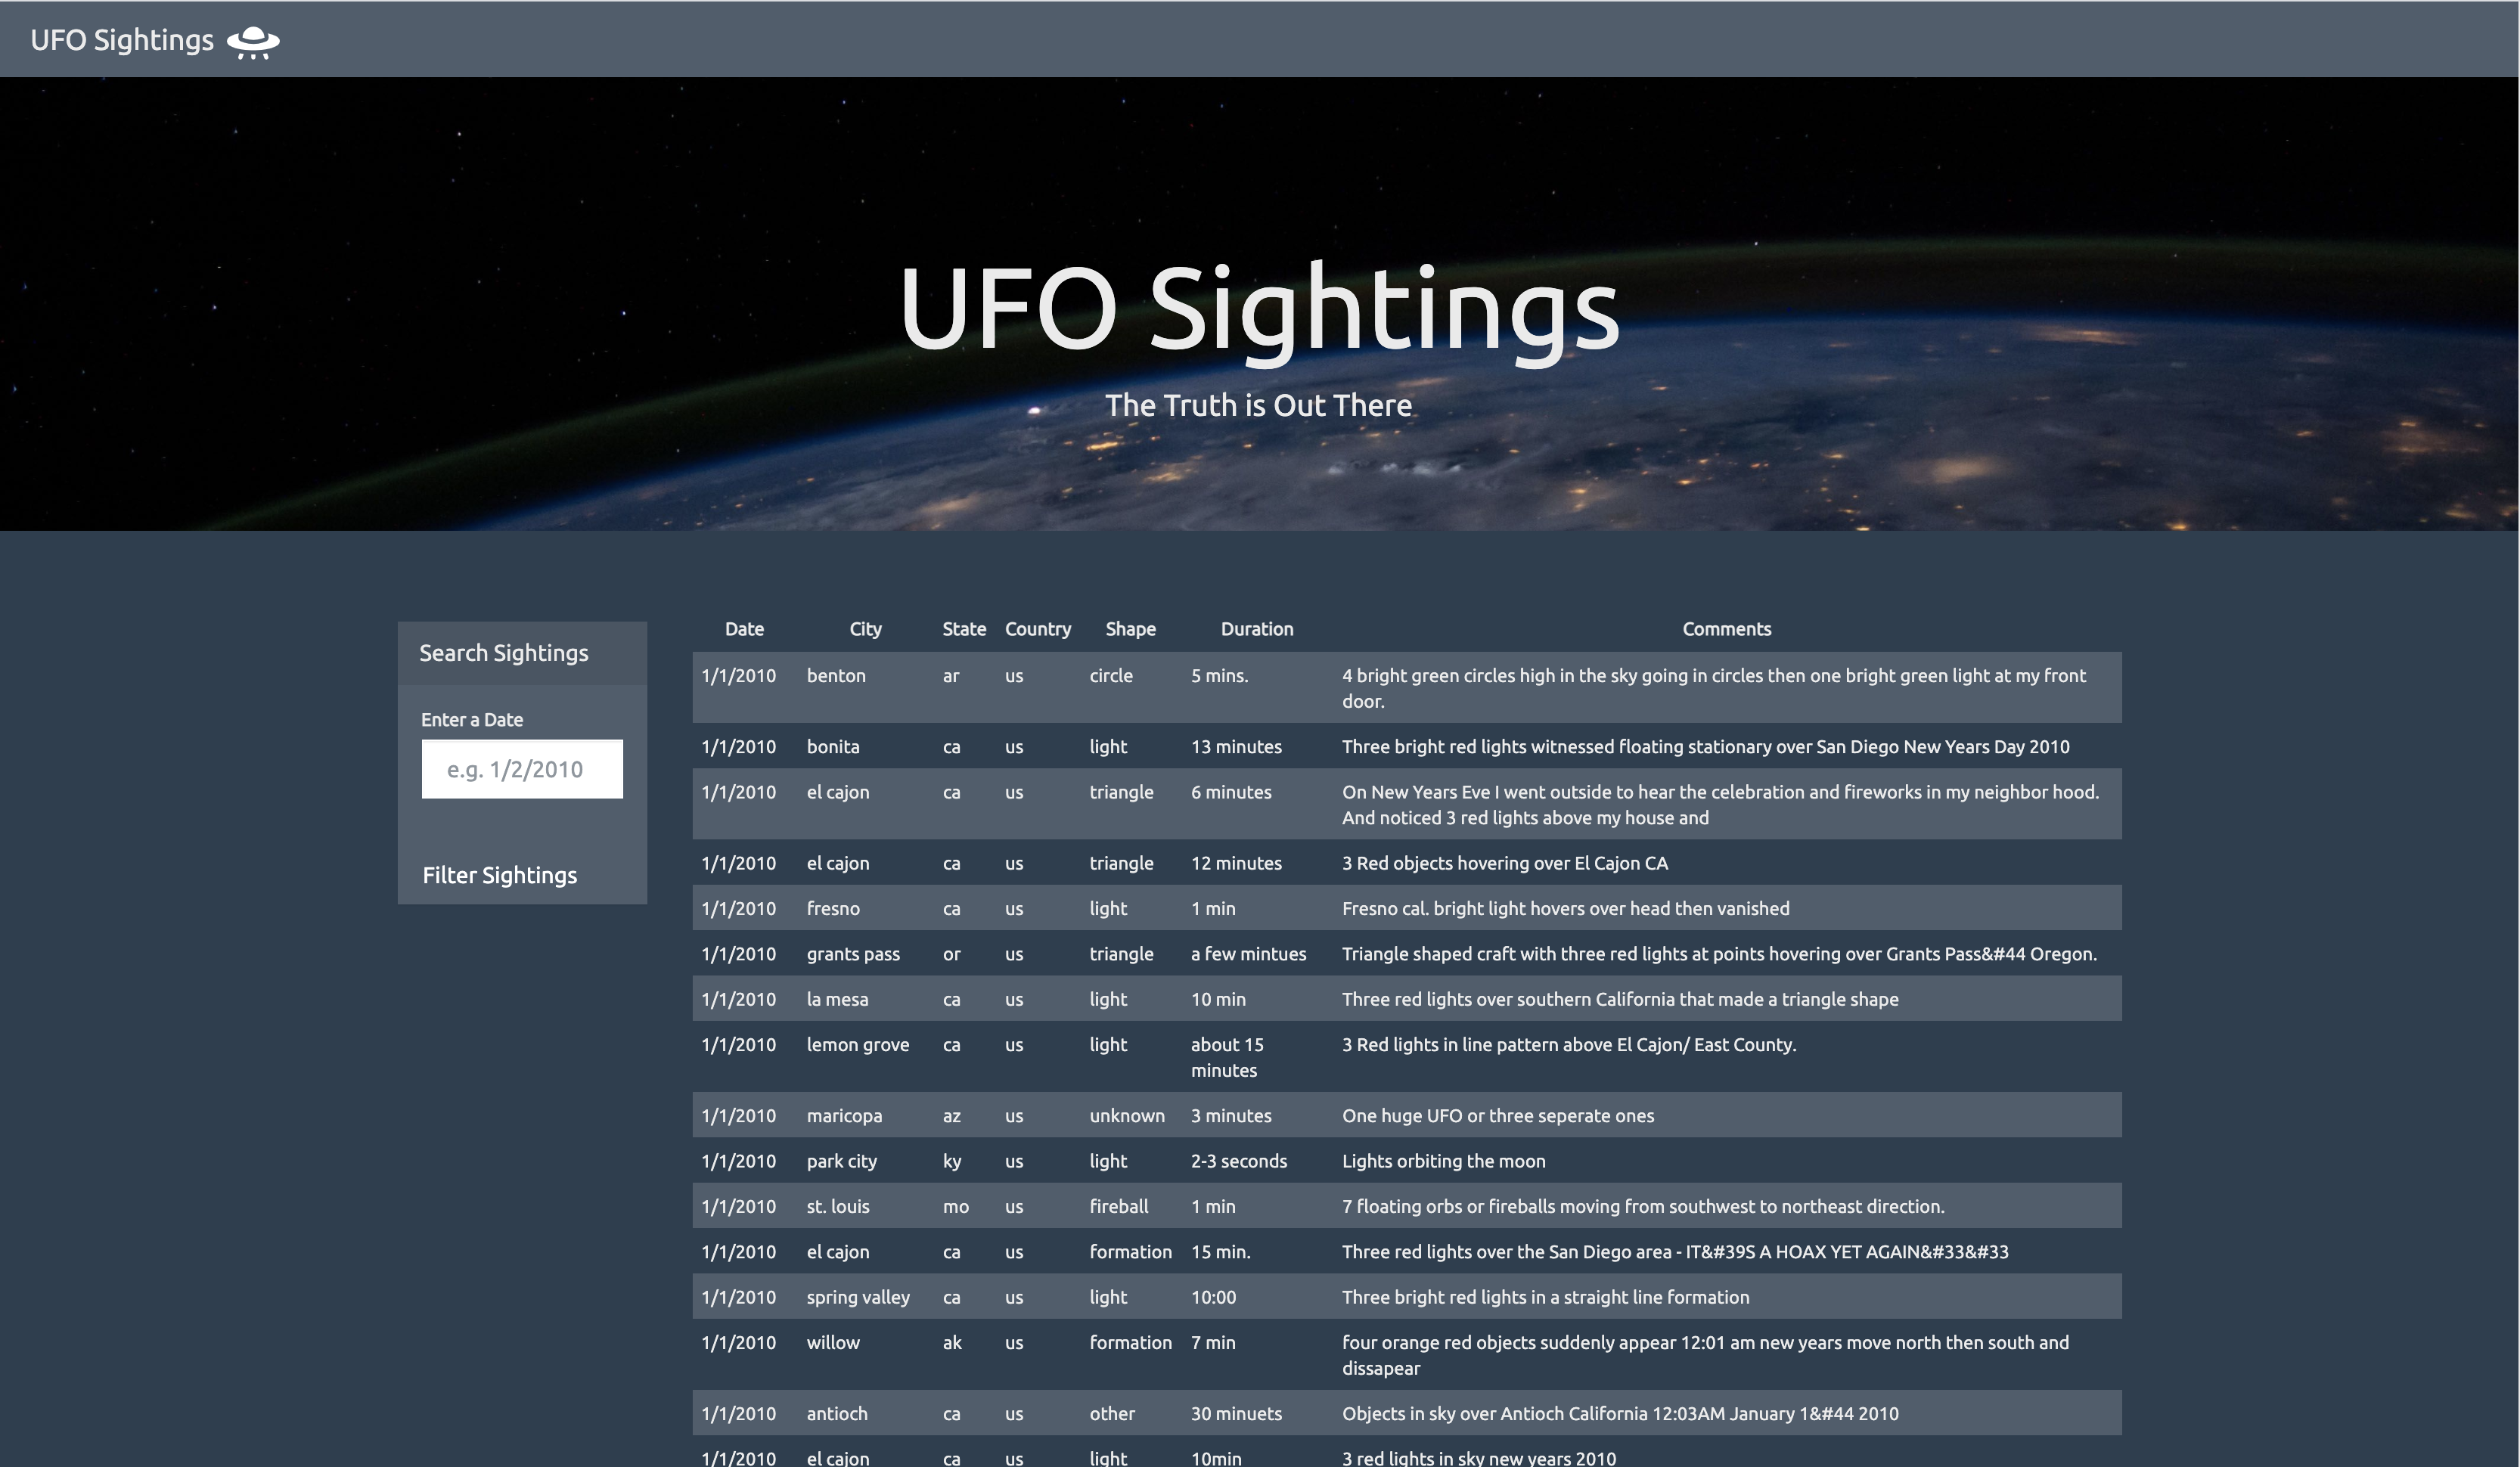 UFO Sightings
UFO Sightings
The Truth is Out There
Search Sightings
Enter a Date
e.g. 1/2/2010
Filter Sightings
Date City State Country Shape Duration Comments
1/1/2010 benton ar us circle 5 mins. 4 bright green circles high in the sky going in circles then one bright green light at my front
door.
1/1/2010 bonita ca us light 13 minutes Three bright red lights witnessed floating stationary over San Diego New Years Day 2010
1/1/2010 el cajon ca us triangle 6 minutes On New Years Eve I went outside to hear the celebration and fireworks in my neighbor hood.
And noticed 3 red lights above my house and
1/1/2010 el cajon ca us triangle 12 minutes 3 Red objects hovering over El Cajon CA
1/1/2010 fresno ca us light 1 min Fresno cal. bright light hovers over head then vanished
1/1/2010 grants pass or us triangle a few mintues Triangle shaped craft with three red lights at points hovering over Grants Pass&#44 Oregon.
1/1/2010 la mesa ca us light 10 min Three red lights over southern California that made a triangle shape
1/1/2010 lemon grove ca us light about 15 3 Red lights in line pattern above El Cajon/ East County.
minutes
1/1/2010 maricopa az us unknown 3 minutes One huge UFO or three seperate ones
1/1/2010 park city ky us light 2-3 seconds Lights orbiting the moon
1/1/2010 st. louis mo us fireball 1 min 7 floating orbs or fireballs moving from southwest to northeast direction.
1/1/2010 el cajon ca us formation 15 min. Three red lights over the San Diego area - IT&#39S A HOAX YET AGAIN&#33&#33
1/1/2010 spring valley ca us light 10:00 Three bright red lights in a straight line formation
1/1/2010 willow ak us formation 7 min four orange red objects suddenly appear 12:01 am new years move north then south and
dissapear
1/1/2010 antioch ca us other 30 minuets Objects in sky over Antioch California 12:03AM January 1&#44 2010
1/1/2010 el cajon ca us light 10min 3 red lights in sky new years 2010